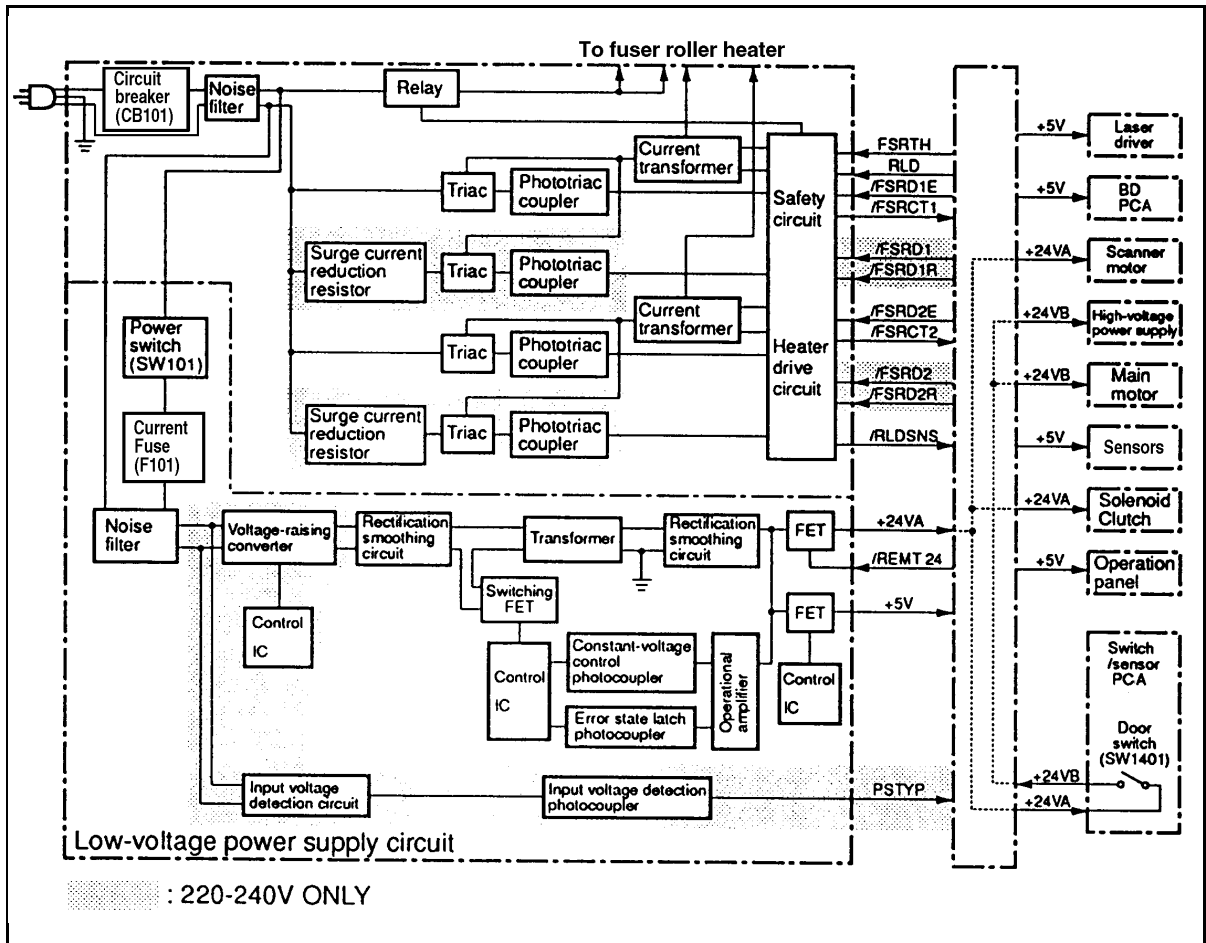 To fuser roller heater
Circuit
breaker
(CB101)
Noise
filter
Relay
Current
transformer
Triac
Phototriac
coupler
Safety
circuit
Surge current
reduction
resistor
Triac
Phototriac
coupler
Current
transformer
Triac
Phototriac
coupler
Heater
drive
circuit
Surge current
reduction
resistor
Triac
Phototriac
coupler
FSRTH
RLD
/FSRD1E
/FSRCT1
/FSRD1
/FSRD1R
/FSRD2E
/FSRCT2
/FSRD2
/FSRD2R
/RLDSNS
Power
switch
(SW101)
Current
Fuse
(F101)
Noise
filter
Voltage-raising
converter
Rectification
smoothing
circuit
Transformer
Rectification
smoothing
circuit
FET
+24VA
/REMT 24
Switching
FET
FET
+5V
Control
IC
Control
IC
Constant-voltage
control
photocoupler
Error state latch
photocoupler
Operational
amplifier
Control
IC
Input voltage
detection circuit
Input voltage detection
photocoupler
PSTYP
Low-voltage power supply circuit
: 220-240V ONLY
+5V
Laser
driver
+5V
BD
PCA
+24VA
Scanner
motor
+24VB
High-voltage
power supply
+24VB
Main
motor
+5V
Sensors
+24VA
Solenoid
Clutch
+5V
Operation
panel
Switch
/sensor
PCA
Door
switch
(SW1401)
+24VB
+24VA